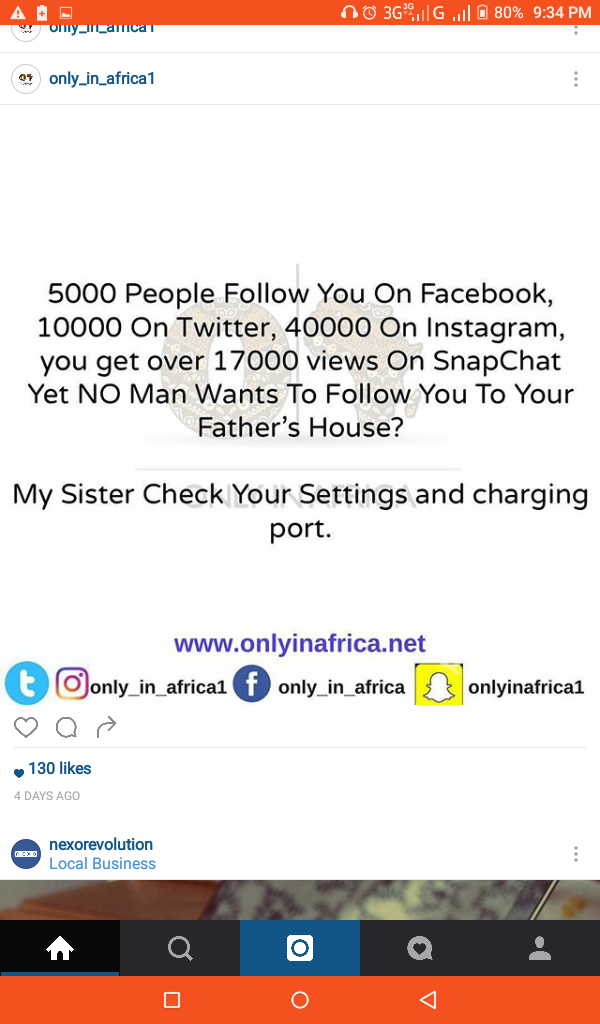 3G 3G G 80% 9:34 PM
only_in_africa1
only_in_africa1
5000 People Follow You On Facebook,
10000 On Twitter, 40000 On Instagram,
you get over 17000 views On SnapChat
Yet NO Man Wants To Follow You To Your
Father's House?
ONLY IN AFRICA
My Sister Check Your Settings and charging
port.
www.onlyinafrica.net
only_in_africa1 only_in_africa onlyinafrica1
130 likes
4 DAYS AGO
nexorevolution
Local Business